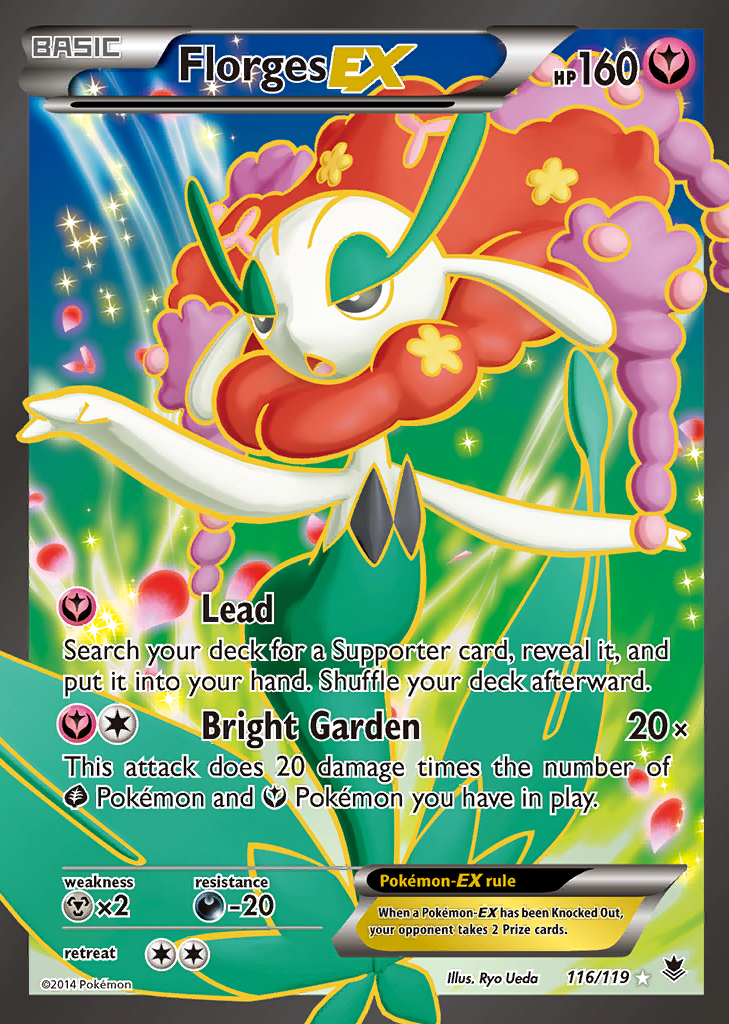 BASIC
FlorgesEX
HP160
Lead
Search your deck for a Supporter card, reveal it, and
put it into your hand. Shuffle your deck afterward.
Bright Garden 20×
This attack does 20 damage times the number of
Pokémon and Pokémon you have in play.
weakness
×2
resistance
-20
retreat
Pokémon-EX rule
When a Pokémon-EX has been Knocked Out,
your opponent takes 2 Prize cards.
©2014 Pokémon
Illus. Ryo Ueda
116/119